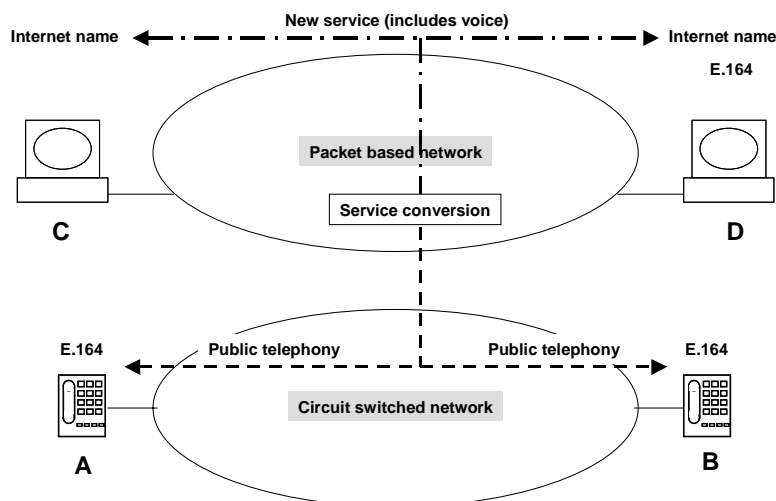 New service (includes voice)
Internet name
Internet name
E.164
Packet based network
Service conversion
C
D
E.164
Public telephony
Public telephony
E.164
Circuit switched network
A
B